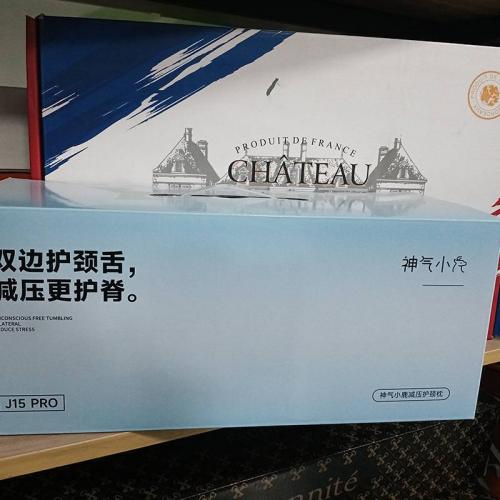 PRODUIT DE FRANCE
CHÂTEAU
双边护颈舌，
减压更护脊。
神气小鹿
CONSCIOUS FREE TUMBLING
LATERAL
DUCE STRESS
J15 PRO
神气小鹿减压护颈枕
nité